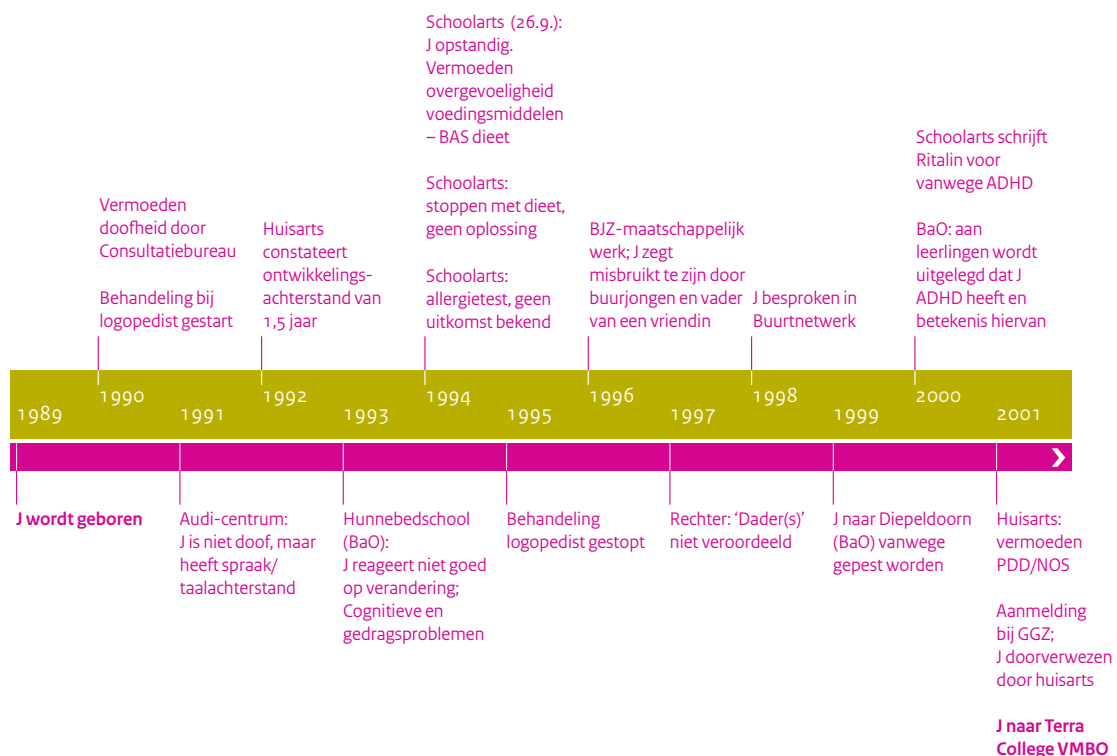 Schoolarts (26.9.):
J opstandig.
Vermoeden
overgevoeligheid
voedingsmiddelen
– BAS dieet
Schoolarts schrijft
Ritalin voor
vanwege ADHD
Schoolarts:
stoppen met dieet,
geen oplossing
Vermoeden
doofheid door
Consultatiebureau
Huisarts
constateert
ontwikkelings-
achterstand van
1,5 jaar
BJZ-maatschappelijk
werk; J zegt
misbruikt te zijn door
buurjongen en vader
van een vriendin
BaO: aan
leerlingen wordt
uitgelegd dat J
ADHD heeft en
betekenis hiervan
Schoolarts:
allergietest, geen
uitkomst bekend
Behandeling bij
logopedist gestart
J besproken in
Buurtnetwerk
1989
1990
1991
1992
1993
1994
1995
1996
1997
1998
1999
2000
2001
J wordt geboren
Audi-centrum:
J is niet doof, maar
heeft spraak/
taalachterstand
Hunnebedschool
(BaO):
J reageert niet goed
op verandering;
Cognitieve en
gedragsproblemen
Behandeling
logopedist gestopt
Rechter: ‘Dader(s)’
niet veroordeeld
J naar Diepeldoorn
(BaO) vanwege
gepest worden
Huisarts:
vermoeden
PDD/NOS
Aanmelding
bij GGZ;
J doorverwezen
door huisarts
J naar Terra
College VMBO